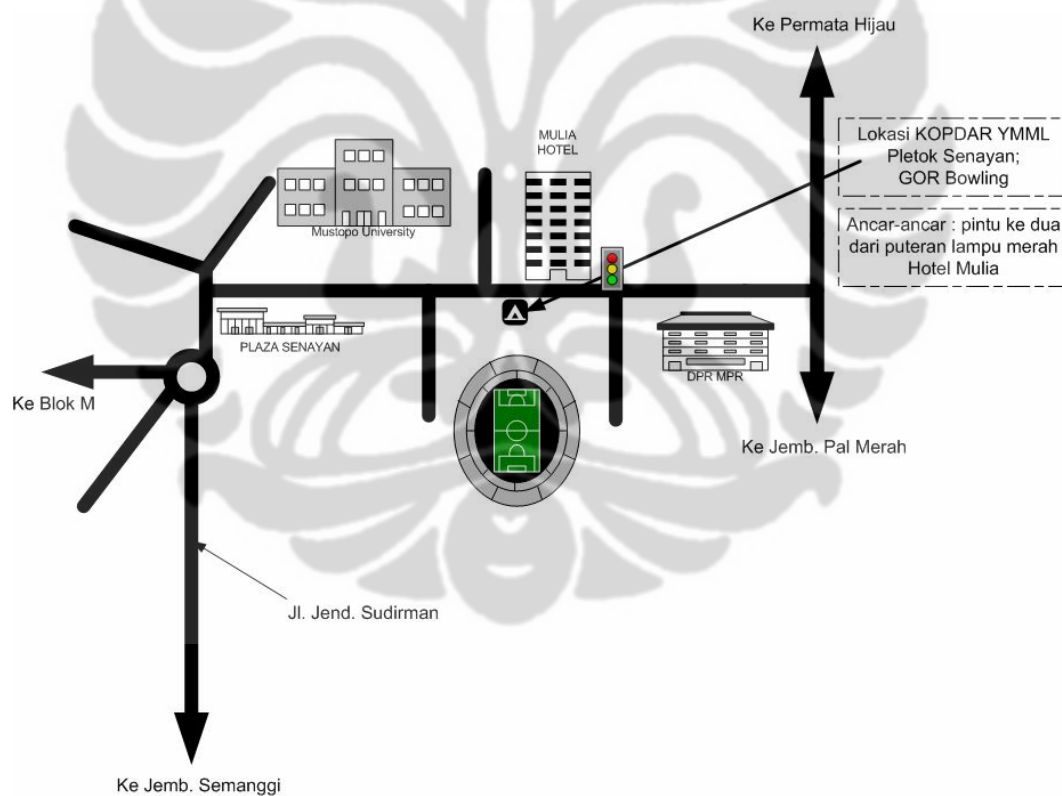 Ke Permata Hijau
Lokasi KOPDAR YMML
Pletok Senayan;
GOR Bowling
Ancar-ancar : pintu ke dua
dari puteran lampu merah
Hotel Mulia
MULIA
HOTEL
Mustopo University
PLAZA SENAYAN
DPR MPR
Ke Blok M
Ke Jemb. Pal Merah
Jl. Jend. Sudirman
Ke Jemb. Semanggi